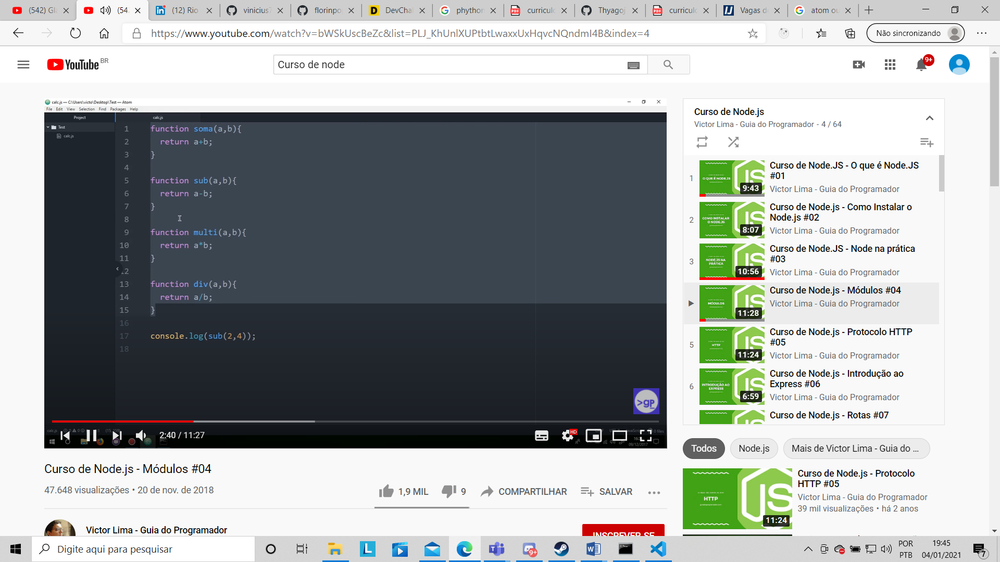 (542) Gl
(54
(12) Rio
vinicius7
florinpo
DevChal
phython
curriculo
Thyagoj
curriculo
Vagas d
atom ou
https://www.youtube.com/watch?v=bWSkUscBeZc&list=PLJ_KhUnlXUPtbtLwaxxUxHqvcNQndmI4B&index=4
Não sincronizando
YouTube BR
Curso de node
9+
calc.js — C:\Users\victo\Desktop\Test — Atom
File Edit View Selection Find Packages Help
Project
calc.js
Test
calc.js
1 function soma(a,b){
2 return a+b;
3 }
4
5 function sub(a,b){
6 return a-b;
7 }
8
9 function multi(a,b){
10 return a*b;
11 }
12
13 function div(a,b){
14 return a/b;
15 }
16
17 console.log(sub(2,4));
18
>gP
2:40 / 11:27
HD
09/12/2017
Curso de Node.js - Módulos #04
47.648 visualizações • 20 de nov. de 2018
1,9 MIL
9
COMPARTILHAR
SALVAR
Victor Lima - Guia do Programador
INSCREVER-SE
Curso de Node.js
Victor Lima - Guia do Programador - 4 / 64
1
O QUE É NODE.JS
9:43
Curso de Node.JS - O que é Node.JS
#01
Victor Lima - Guia do Programador
2
COMO INSTALAR
O NODE.JS
8:07
Curso de Node.js - Como Instalar o
Node.js #02
Victor Lima - Guia do Programador
3
NODE.JS NA
PRÁTICA
10:56
Curso de Node.JS - Node na prática
#03
Victor Lima - Guia do Programador
MÓDULOS
11:28
Curso de Node.js - Módulos #04
Victor Lima - Guia do Programador
5
HTTP
11:24
Curso de Node.js - Protocolo HTTP
#05
Victor Lima - Guia do Programador
6
INTRODUÇÃO AO
EXPRESS
6:59
Curso de Node.js - Introdução ao
Express #06
Victor Lima - Guia do Programador
Curso de Node.js - Rotas #07
Todos
Node.js
Mais de Victor Lima - Guia do ...
HTTP
JS
11:24
Curso de Node.js - Protocolo
HTTP #05
Victor Lima - Guia do Programador
39 mil visualizações • há 2 anos
Digite aqui para pesquisar
9+
POR
PTB
19:45
04/01/2021
7